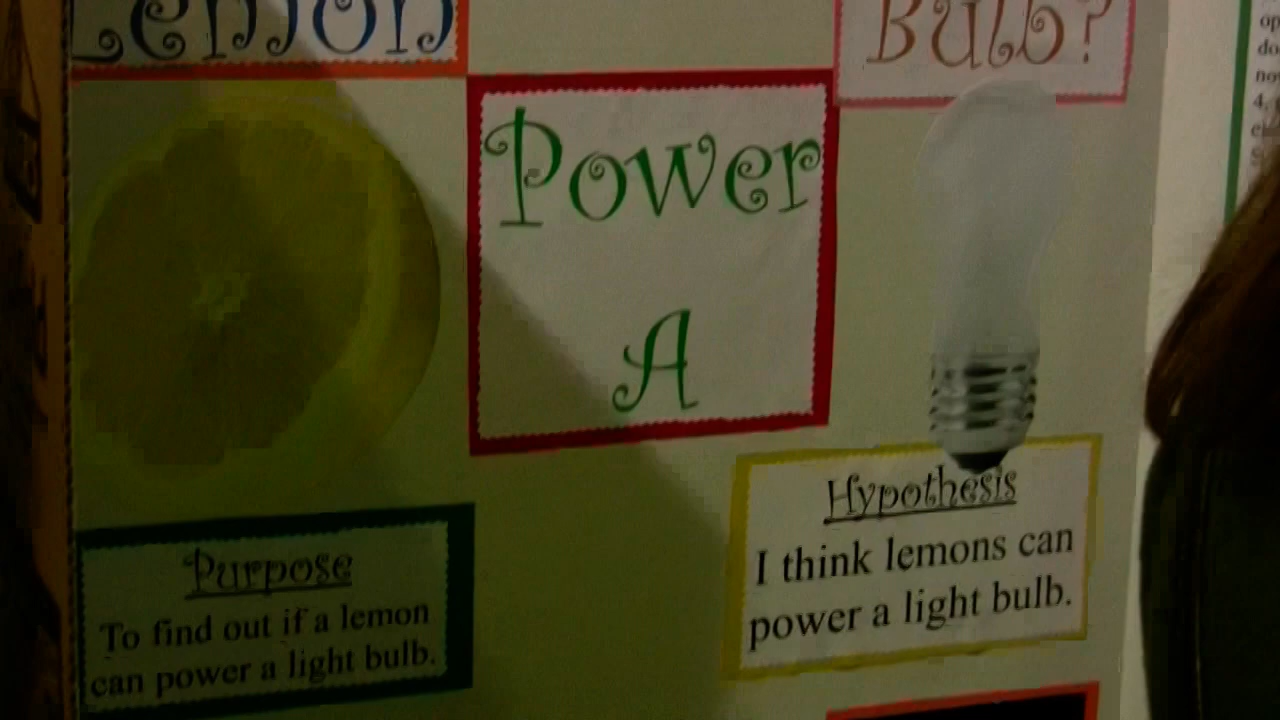 Lemon
Bulb?
Power
A
Hypothesis
I think lemons can
power a light bulb.
Purpose
To find out if a lemon
can power a light bulb.